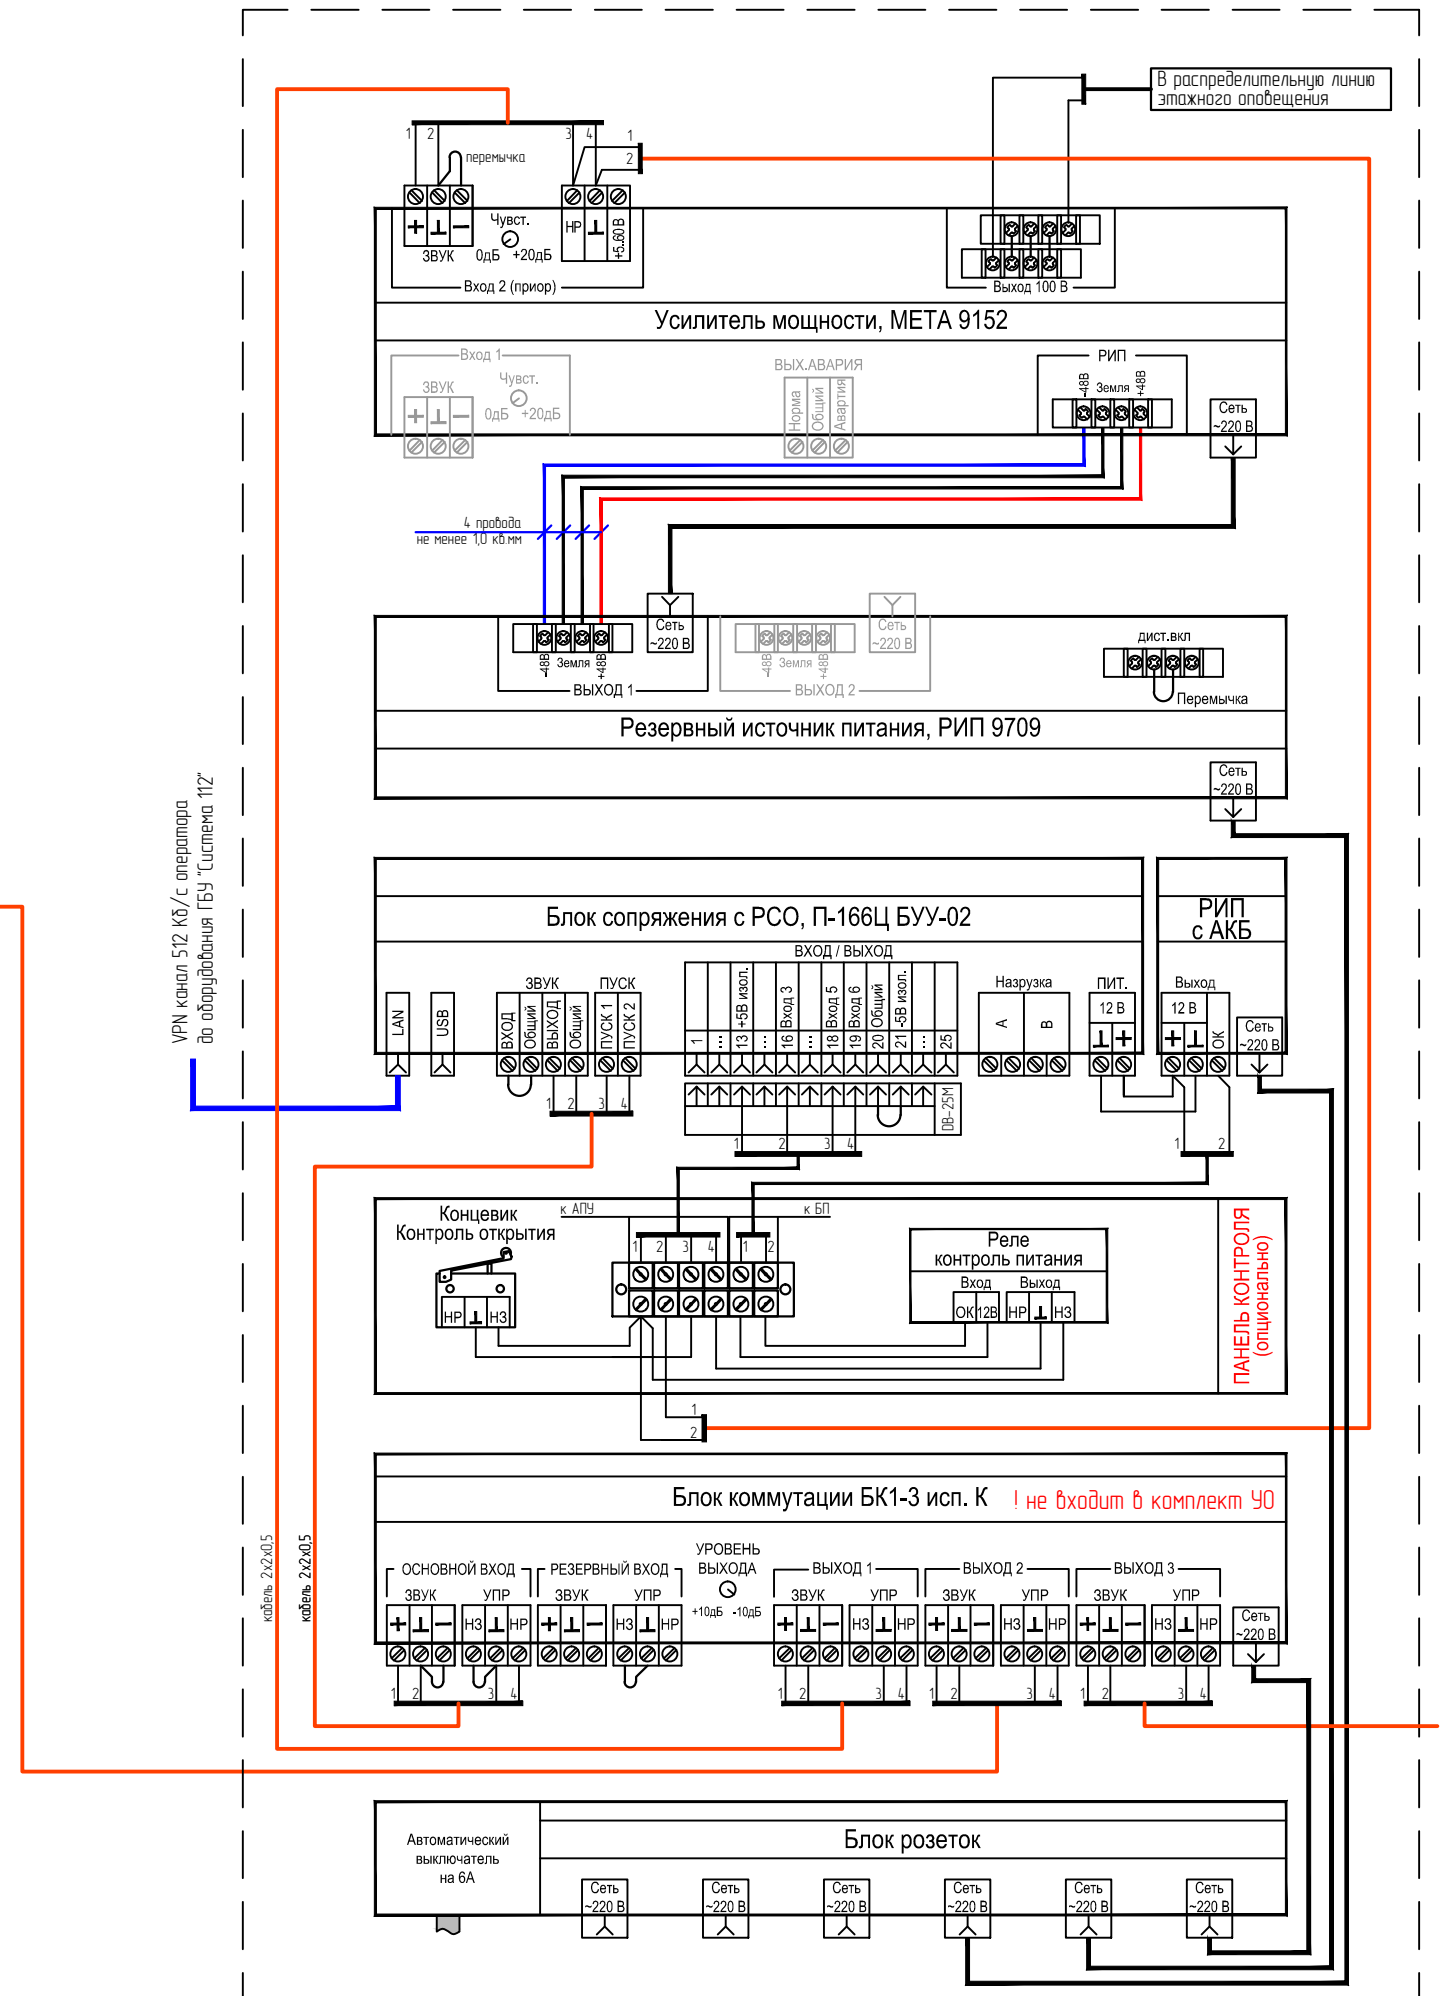 В распределительную линию
этажного оповещения
1 2 3 4 1
2
перемычка
Чувст.
НР
+5..60 В
ЗВУК 0дБ +20дБ
Вход 2 (приор)
Выход 100 В
Усилитель мощности, МЕТА 9152
Вход 1
ЗВУК
Чувст.
0дБ +20дБ
ВЫХ.АВАРИЯ
Норма
Общий
Авартия
РИП
-48В Земля +48В
Сеть
~220 В
4 провода
не менее 1,0 кв.мм
Сеть
~220 В
-48В Земля +48В
ВЫХОД 1
Сеть
~220 В
-48В Земля +48В
ВЫХОД 2
дист.вкл
Перемычка
Резервный источник питания, РИП 9709
Сеть
~220 В
VPN канал 512 Кб/с оператора
до оборудования ГБУ "Система 112"
Блок сопряжения с РСО, П-166Ц БУУ-02
РИП
с АКБ
ВХОД / ВЫХОД
LAN
USB
ЗВУК
ВХОД
Общий
ВЫХОД
Общий
ПУСК
ПУСК 1
ПУСК 2
1
...
13 +5В изол.
...
16 Вход 3
...
18 Вход 5
19 Вход 6
20 Общий
21 -5В изол.
...
25
DB-25M
Назрузка
А В
ПИТ.
12 В
Выход
12 В
ОК
Сеть
~220 В
1 2 3 4
1 2 3 4
1 2
Концевик
Контроль открытия
НР НЗ
к АПУ
к БП
1 2 3 4 1 2
Реле
контроль питания
Вход Выход
ОК 12В НР НЗ
ПАНЕЛЬ КОНТРОЛЯ
(опционально)
1
2
Блок коммутации БК1-3 исп. К ! не входит в комплект УО
кабель 2х2х0,5
кабель 2х2х0,5
ОСНОВНОЙ ВХОД
ЗВУК УПР
НЗ НР
РЕЗЕРВНЫЙ ВХОД
ЗВУК УПР
НЗ НР
УРОВЕНЬ
ВЫХОДА
+10дБ -10дБ
ВЫХОД 1
ЗВУК УПР
НЗ НР
ВЫХОД 2
ЗВУК УПР
НЗ НР
ВЫХОД 3
ЗВУК УПР
НЗ НР
Сеть
~220 В
1 2 3 4
1 2 3 4
1 2 3 4
1 2 3 4
Автоматический
выключатель
на 6А
Блок розеток
Сеть
~220 В
Сеть
~220 В
Сеть
~220 В
Сеть
~220 В
Сеть
~220 В
Сеть
~220 В